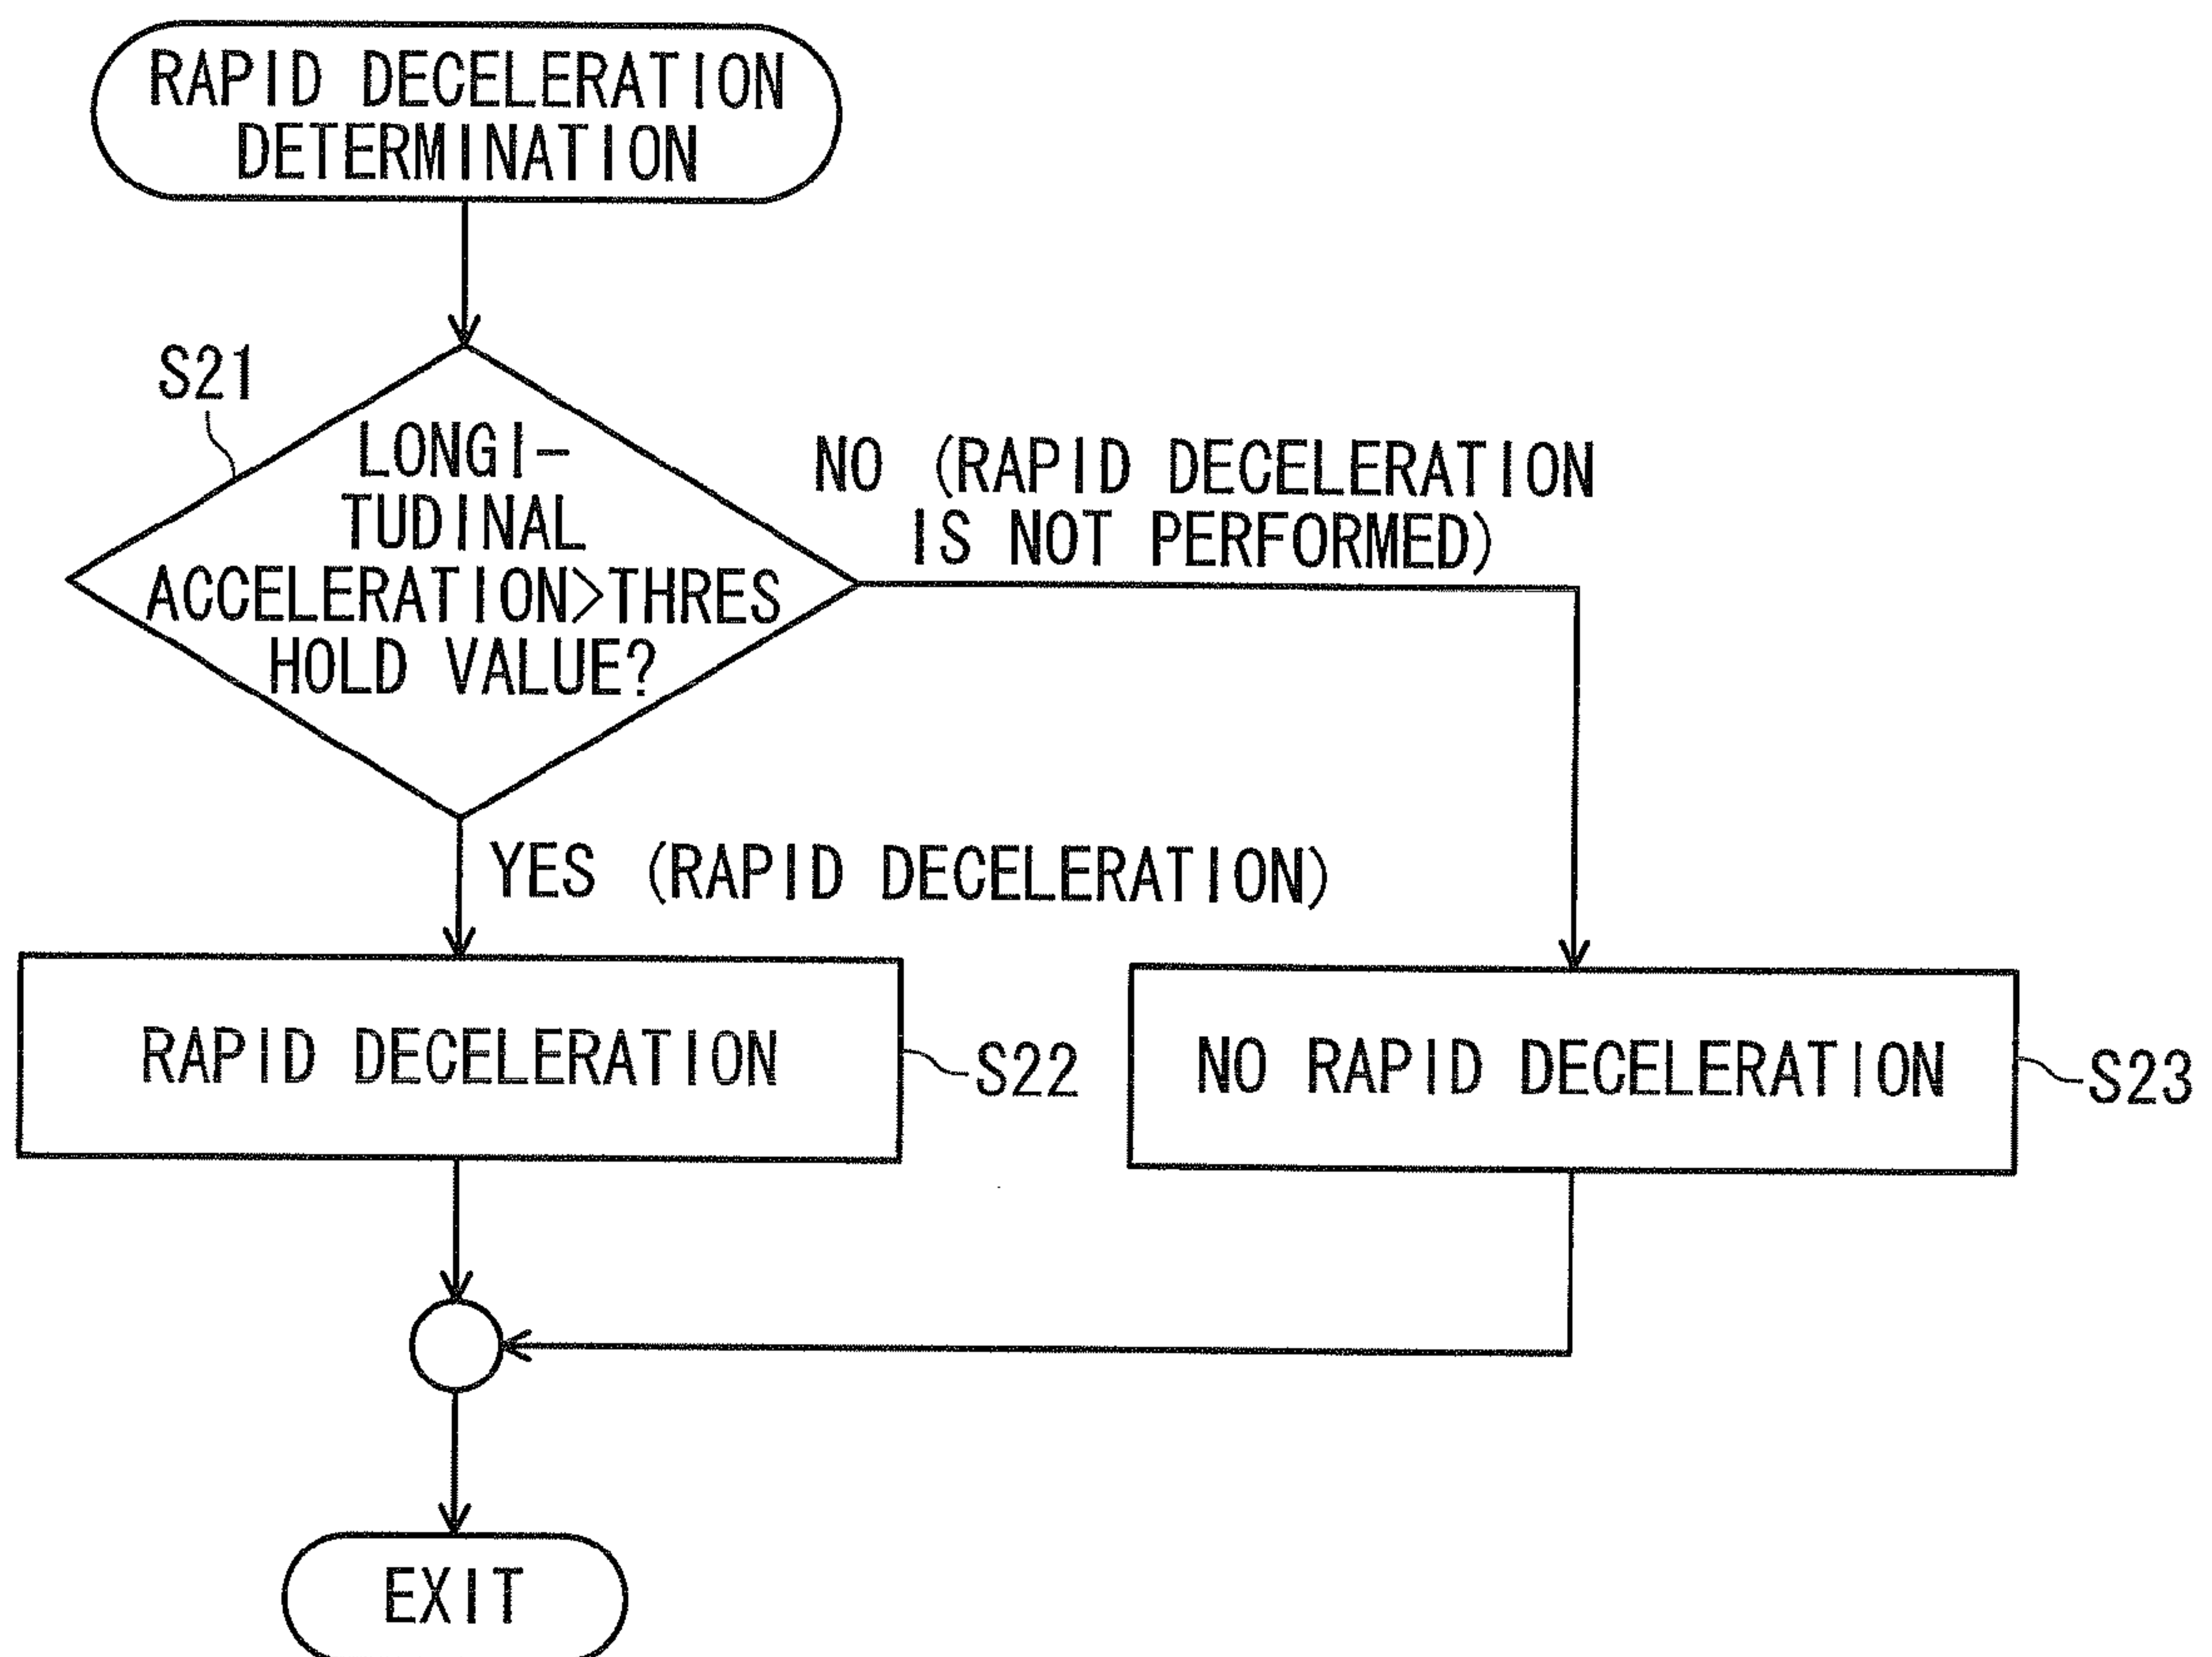 RAPID DECELERATION
DETERMINATION
S21
LONGI-
TUDINAL
ACCELERATION>THRES
HOLD VALUE?
NO (RAPID DECELERATION
IS NOT PERFORMED)
YES (RAPID DECELERATION)
RAPID DECELERATION
S22
NO RAPID DECELERATION
S23
EXIT